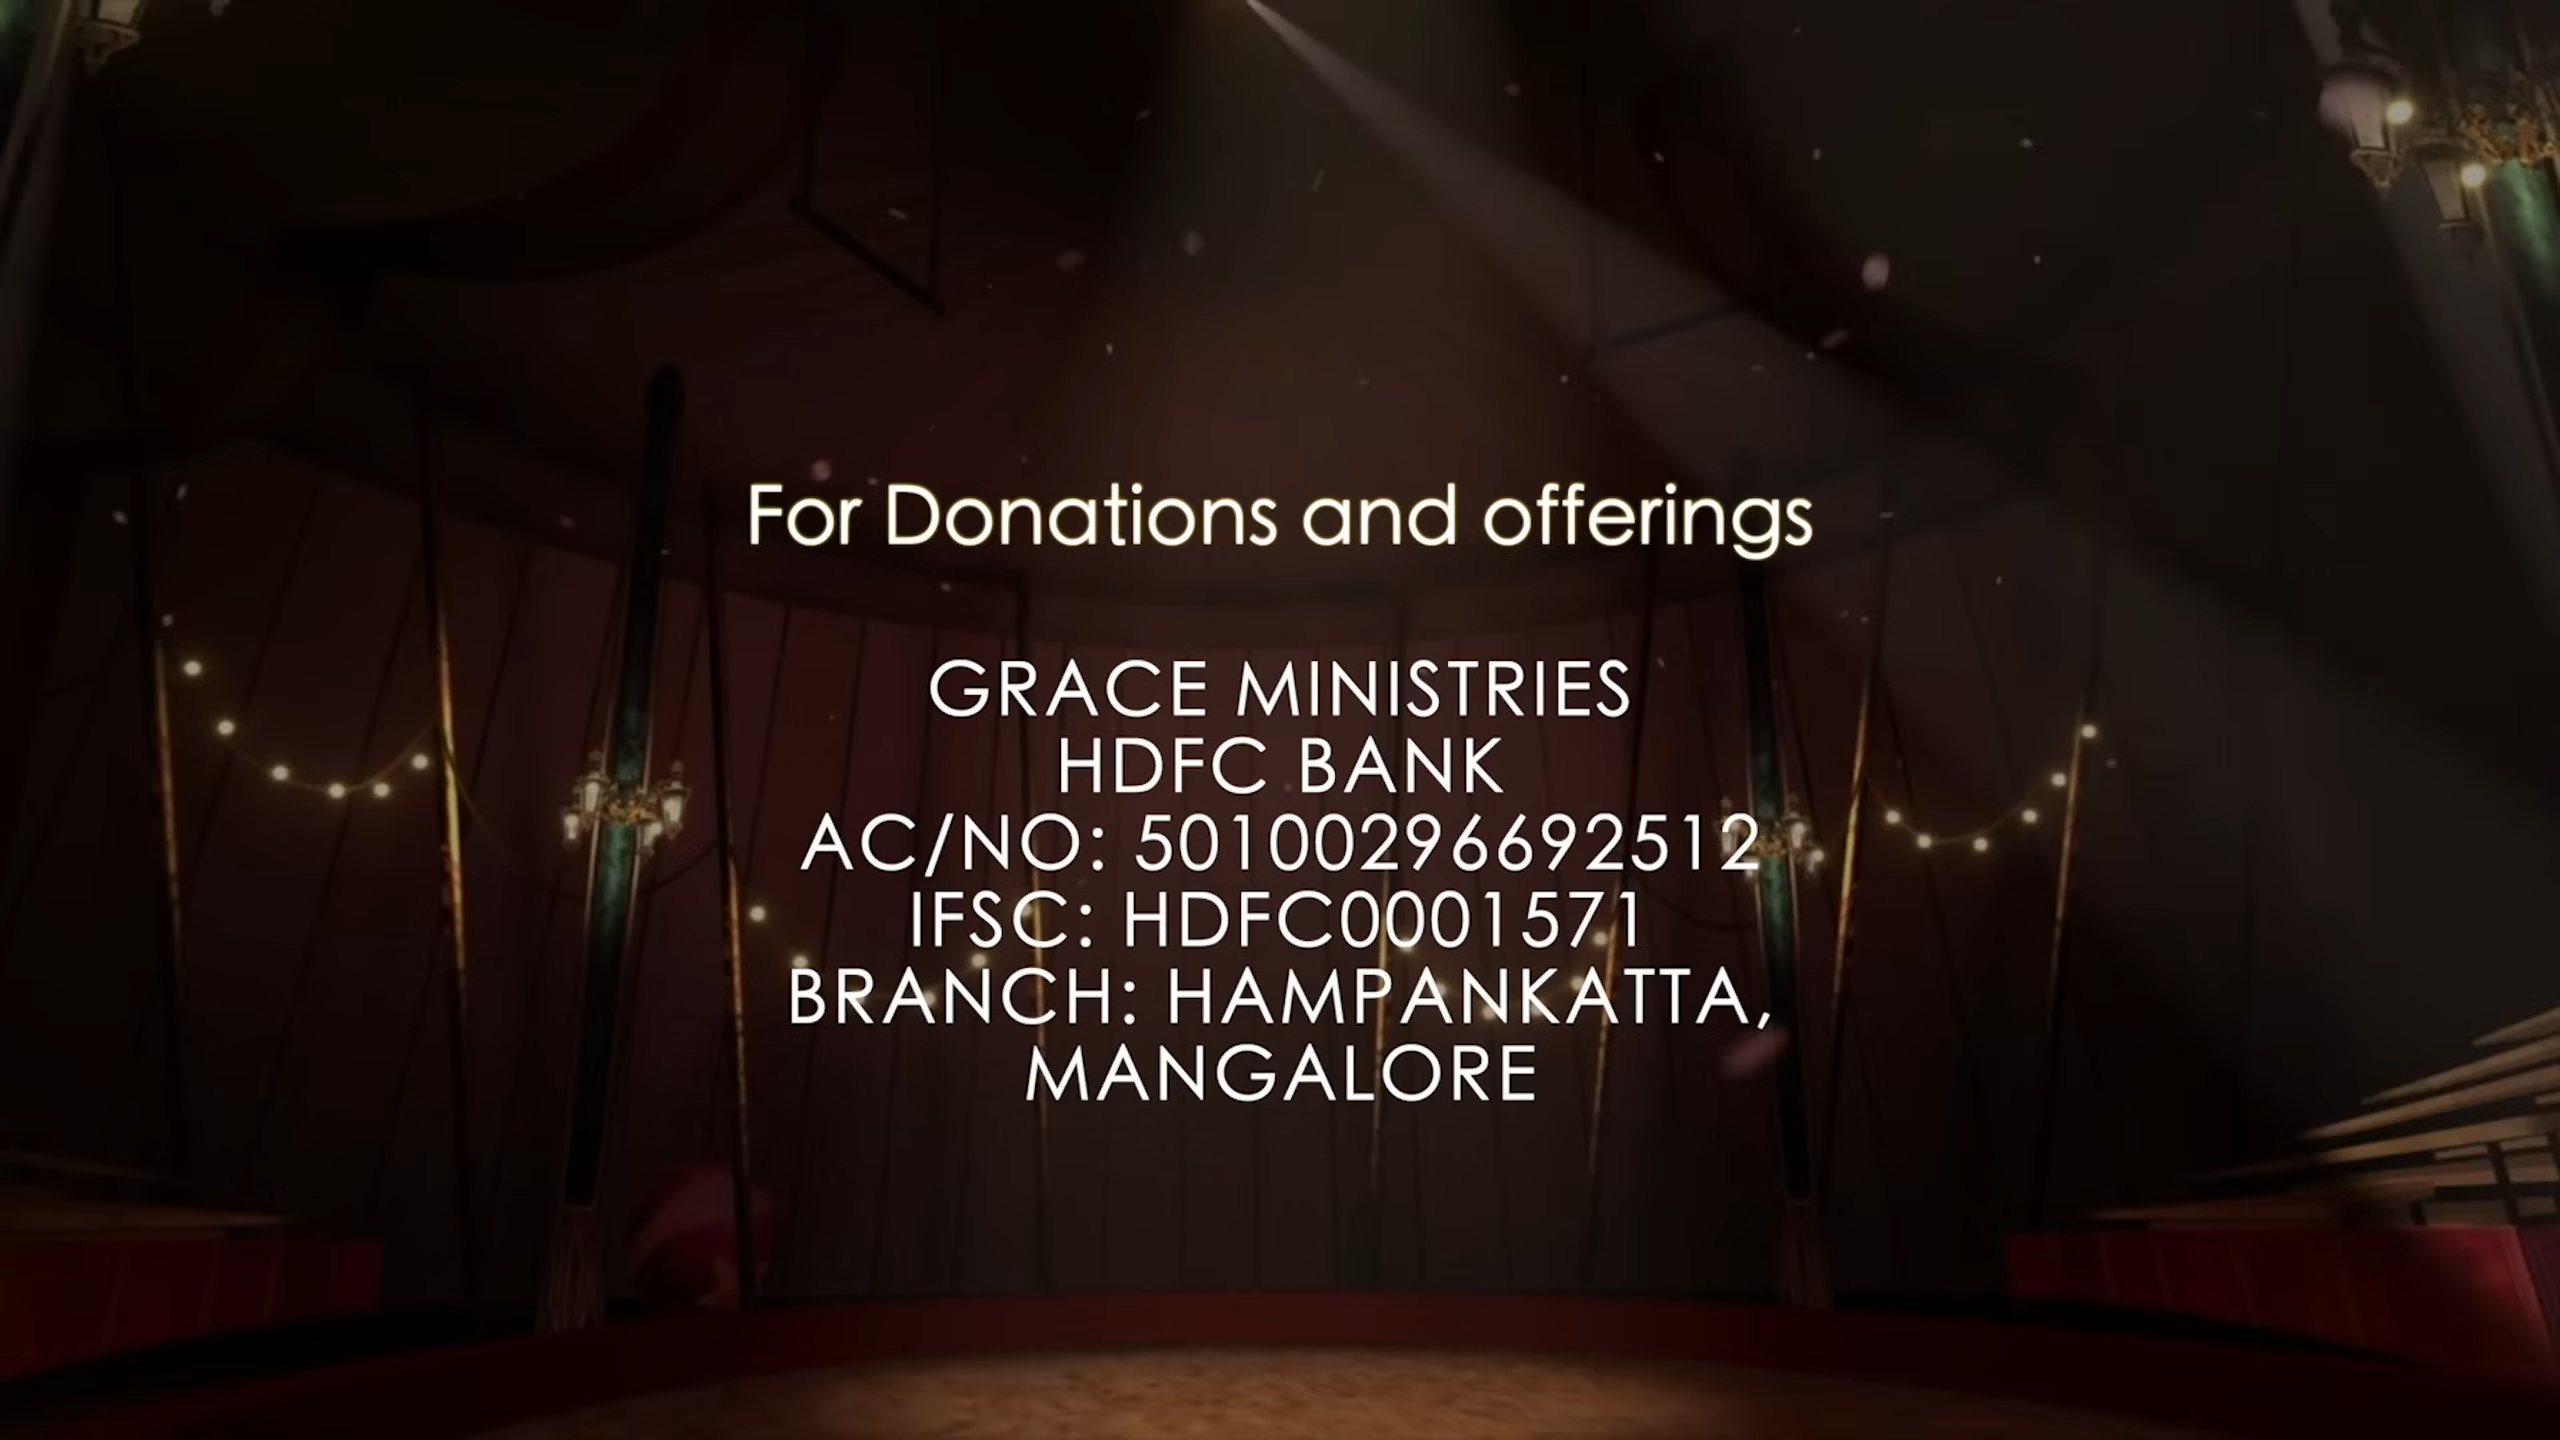 For Donations and offerings
GRACE MINISTRIES
HDFC BANK
AC/NO: 50100296692512
IFSC: HDFC0001571
BRANCH: HAMPANKATTA,
MANGALORE